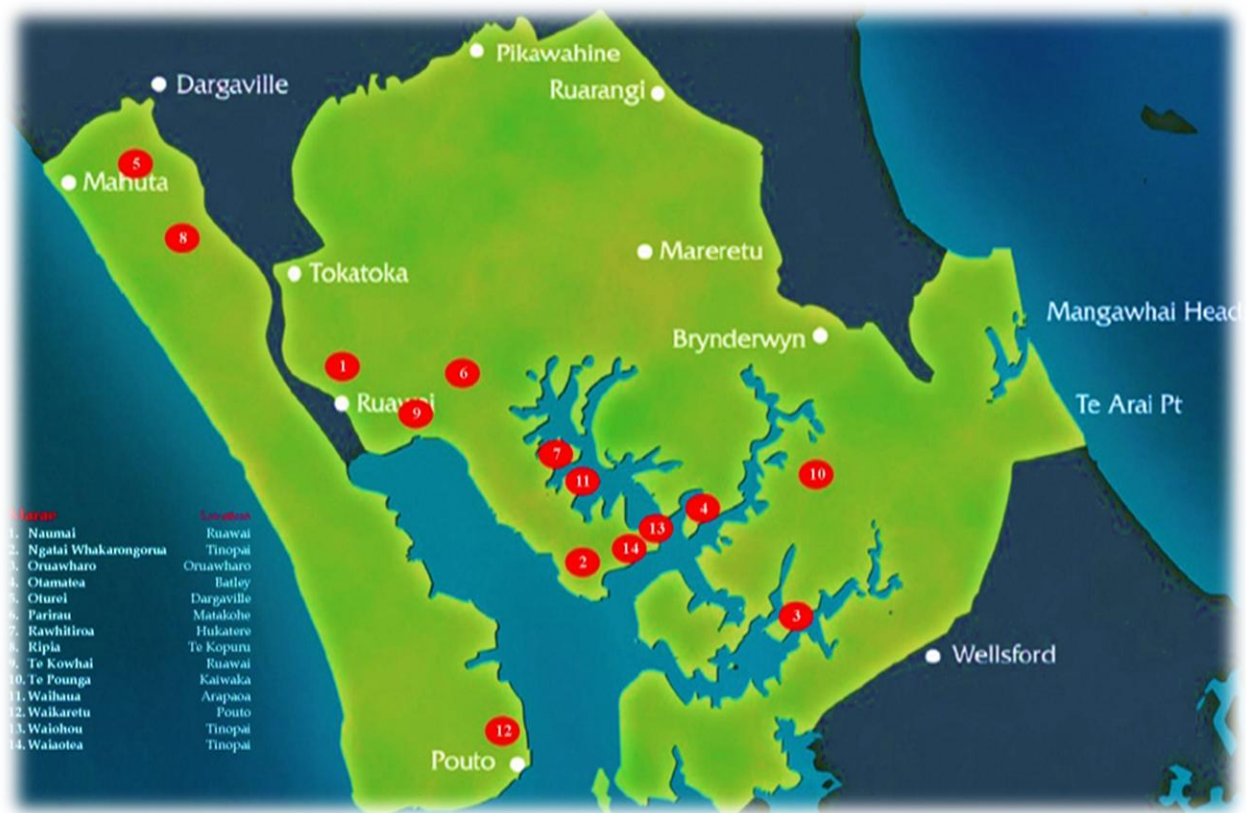 Pikawahine
Dargaville
Ruarangi
5
Mahuta
8
Mareretu
Tokatoka
Mangawhai Head
Brynderwyn
1
6
Ruawai
9
Te Arai Pt
7
11
10
4
13
14
2
3
Wellsford
12
Pouto
Marae Location
1. Naumai Ruawai
2. Ngatai Whakarongorua Tinopai
3. Oruawharo Oruawharo
4. Otamatea Batley
5. Oturei Dargaville
6. Parirau Matakohe
7. Rawhitiroa Hukatere
8. Ripia Te Kopuru
9. Te Kowhai Ruawai
10. Te Pounga Kaiwaka
11. Waihaua Arapaoa
12. Waikaretu Pouto
13. Waiohou Tinopai
14. Waiaotea Tinopai